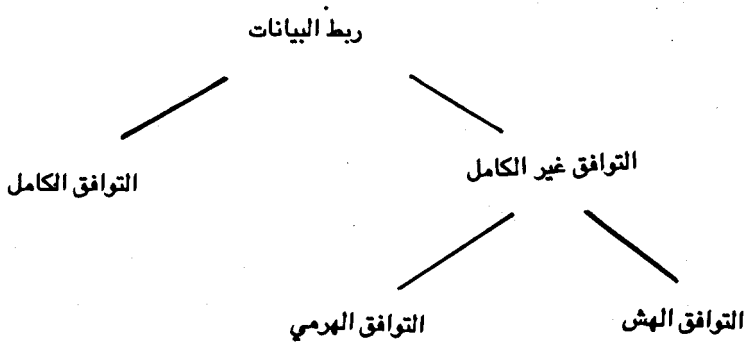 ربط البيانات
التوافق غير الكامل
التوافق الكامل
التوافق الهش
التوافق الهرمي